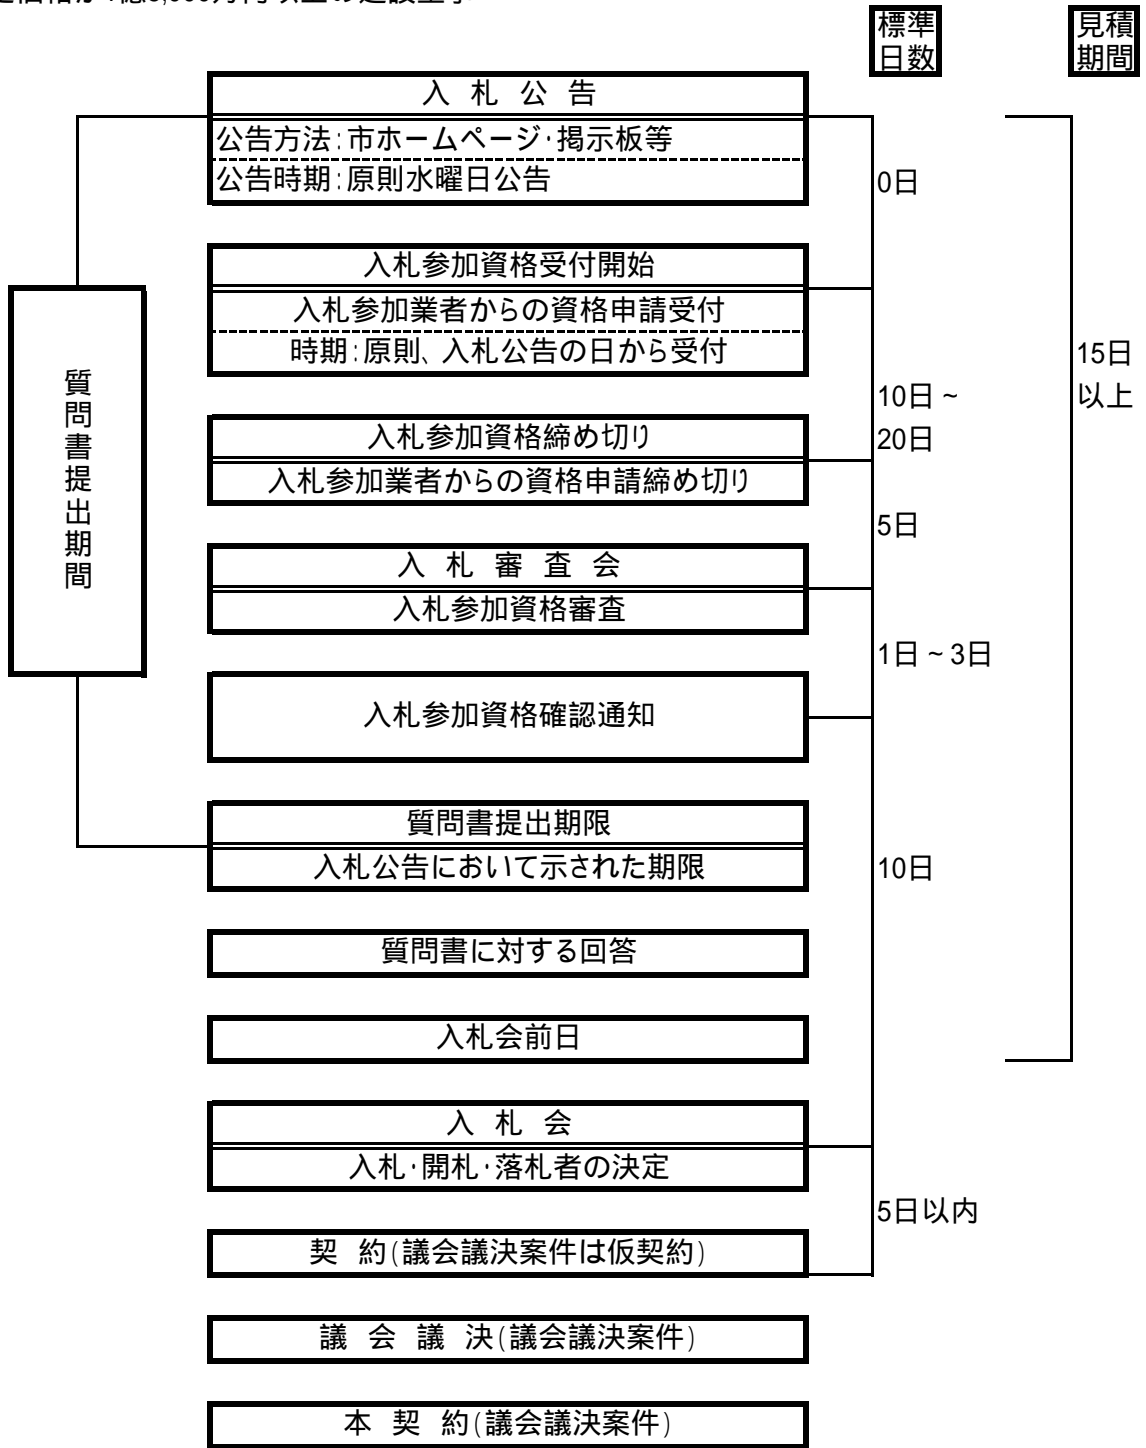 標準
日数
見積
期間
入 札 公 告
公告方法:市ホームページ・掲示板等
公告時期:原則水曜日公告
0日
入札参加資格受付開始
入札参加業者からの資格申請受付
時期:原則、入札公告の日から受付
質問書提出期間
15日
以上
10日~
20日
入札参加資格締め切り
入札参加業者からの資格申請締め切り
5日
入 札 審 査 会
入札参加資格審査
1日~3日
入札参加資格確認通知
質問書提出期限
入札公告において示された期限
10日
質問書に対する回答
入札会前日
入 札 会
入札・開札・落札者の決定
5日以内
契 約(議会議決案件は仮契約)
議 会 議 決(議会議決案件)
本 契 約(議会議決案件)